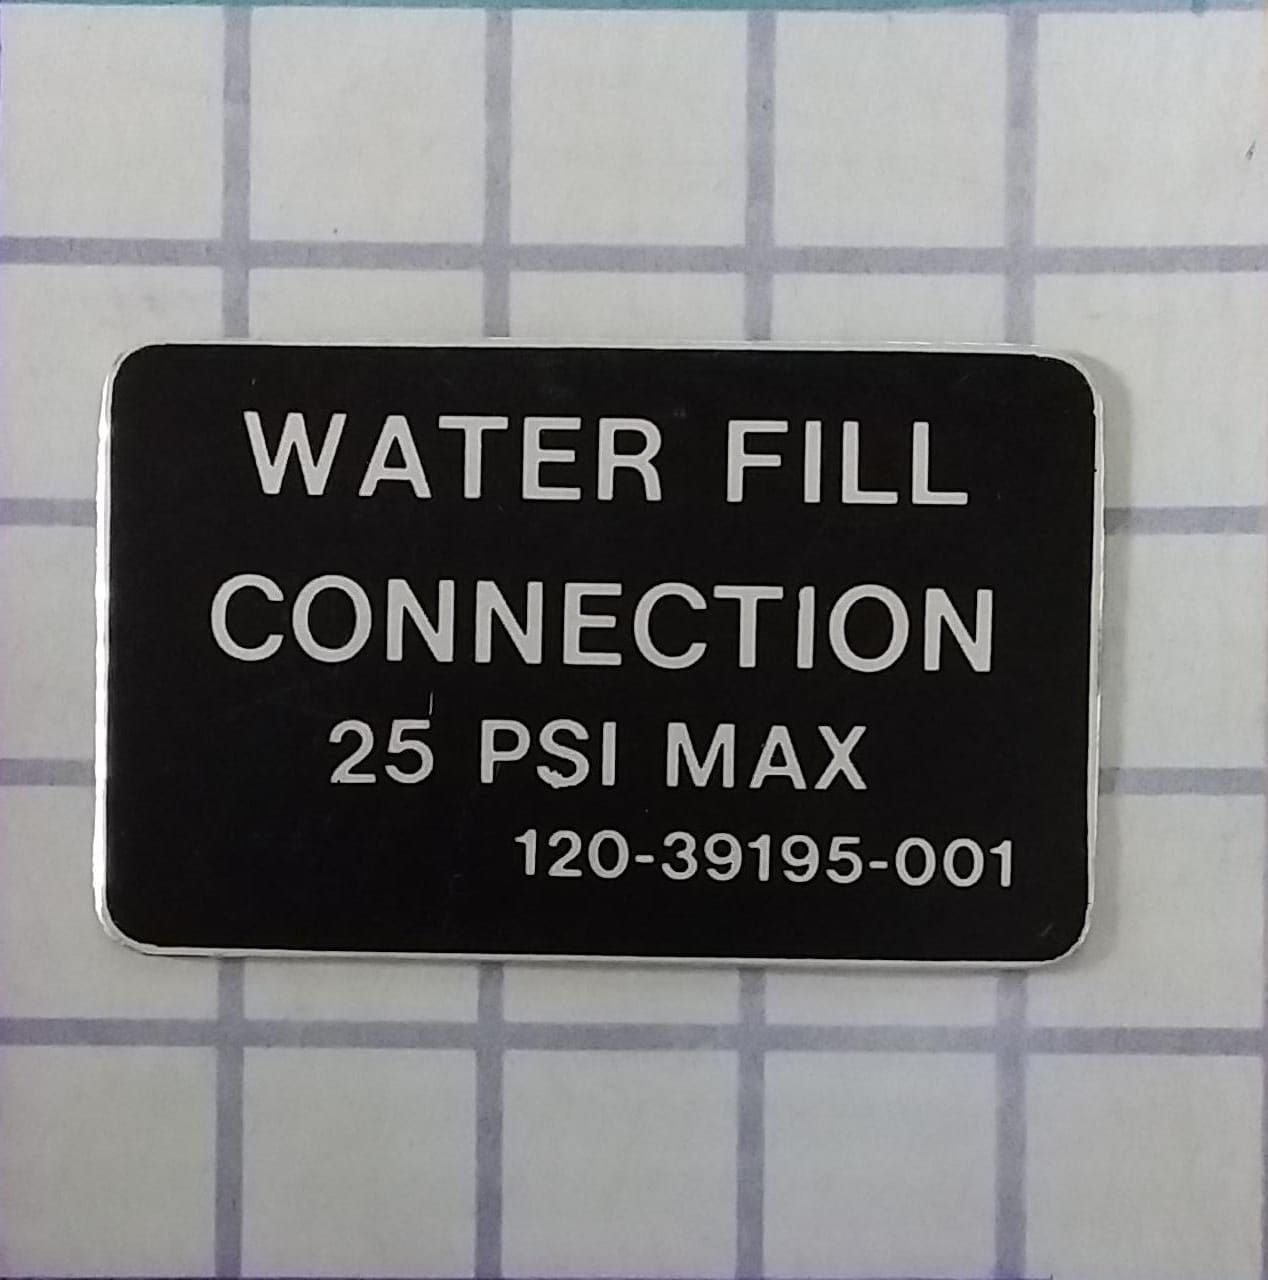 WATER FILL
CONNECTION
25 PSI MAX
120-39195-001